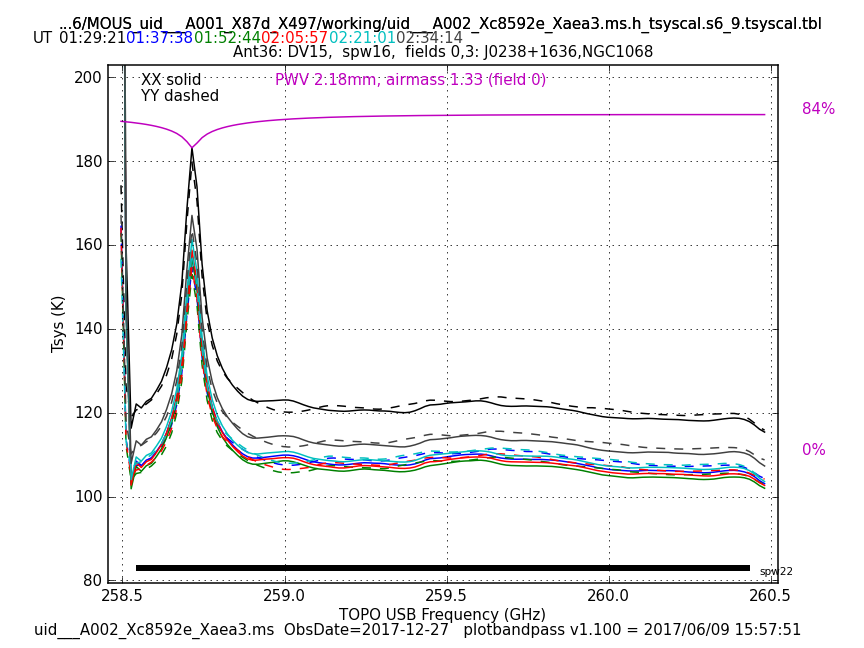 ...6/MOUS_uid___A001_X87d_X497/working/uid___A002_Xc8592e_Xaea3.ms.h_tsyscal.s6_9.tsyscal.tbl
UT 01:29:21 01:37:38 01:52:44 02:05:57 02:21:01 02:34:14
Ant36: DV15, spw16, fields 0,3: J0238+1636,NGC1068
XX solid
YY dashed
PWV 2.18mm, airmass 1.33 (field 0)
84%
0%
200
180
160
140
120
100
80
Tsys (K)
spw22
258.5 259.0 259.5 260.0 260.5
TOPO USB Frequency (GHz)
uid___A002_Xc8592e_Xaea3.ms ObsDate=2017-12-27 plotbandpass v1.100 = 2017/06/09 15:57:51